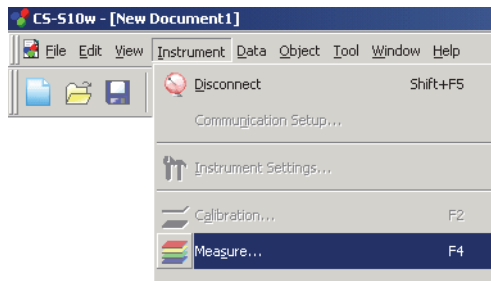 CS-S10w - [New Document1]
File Edit View Instrument Data Object Tool Window Help
Disconnect Shift+F5
Communication Setup...
Instrument Settings...
Calibration... F2
Measure... F4